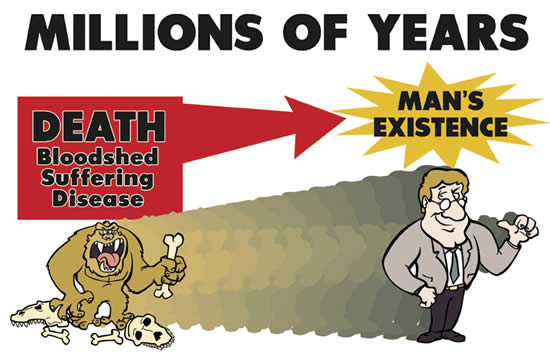 MILLIONS OF YEARS
DEATH
Bloodshed
Suffering
Disease
MAN'S
EXISTENCE